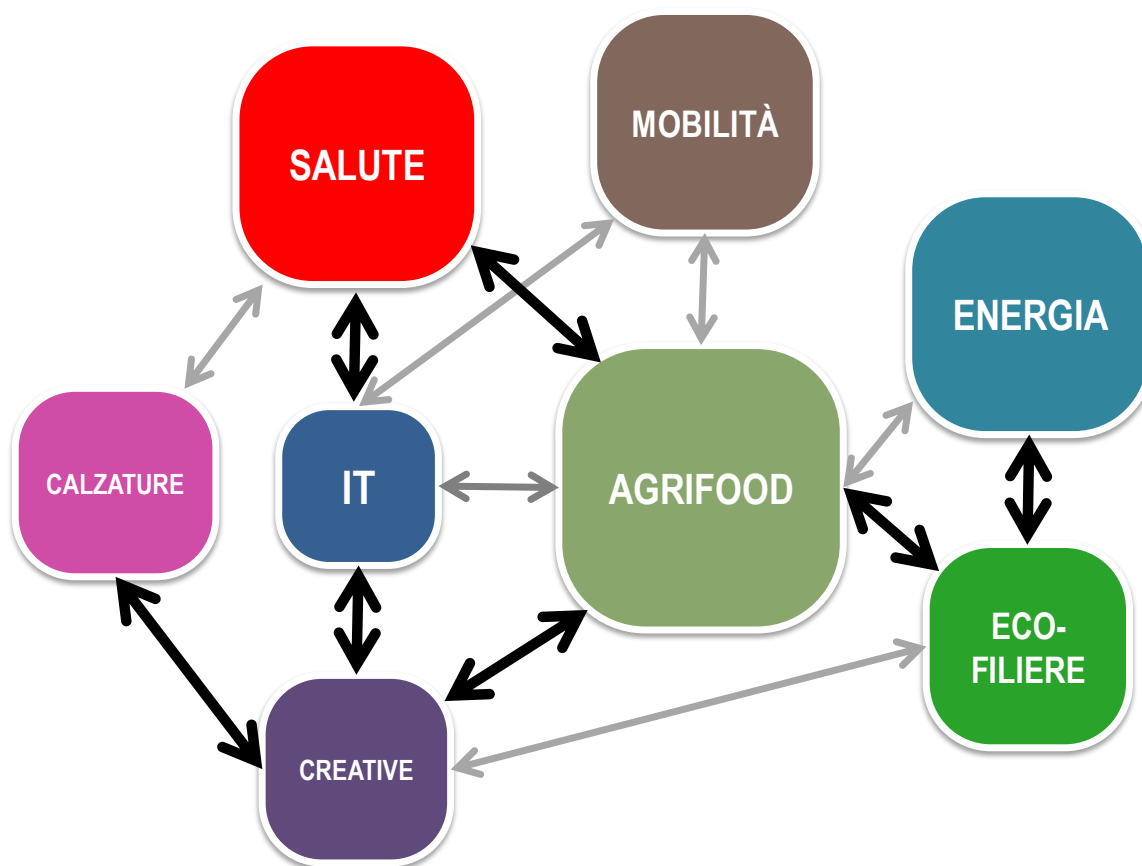 SALUTE
MOBILITÀ
ENERGIA
CALZATURE
IT
AGRIFOOD
ECO-
FILIERE
CREATIVE